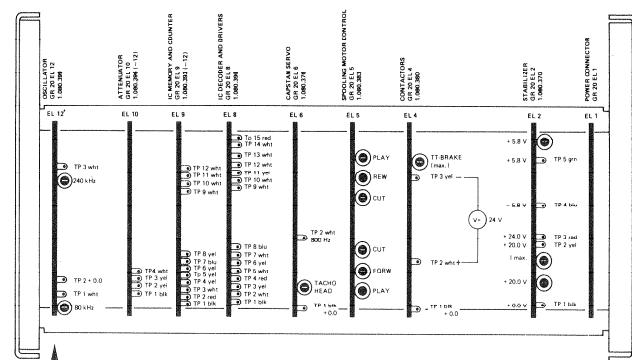 OSCILLATOR
GR 20 EL 12
1.080.399
ATTENUATOR
GR 20 EL 10
1.080.394 (-12)
IC MEMORY AND COUNTER
GR 20 EL 9
1.080.393 (-12)
IC DECODER AND DRIVERS
GR 20 EL 8
1.080.396
CAPSTAN SERVO
GR 20 EL 6
1.080.374
SPOOLING MOTOR CONTROL
GR 20 EL 5
1.080.383
CONTACTORS
GR 20 EL 4
1.080.380
STABILIZER
GR 20 EL 2
1.080.370
POWER CONNECTOR
GR 20 EL 1
EL 12
EL 10
EL 9
EL 8
EL 6
EL 5
EL 4
EL 2
EL 1
TP 3 wht
240 kHz
TP 2 + 0.0
TP 1 wht
80 kHz
TP4 wht
TP 3 yel
TP 2 yel
TP 1 blk
TP 12 wht
TP 11 wht
TP 10 wht
TP 9 wht
TP 8 yel
TP 7 blu
TP 6 yel
Tp 5 yel
TP 4 yel
TP 3 wht
TP 2 red
TP 1 blk
To 15 red
TP 14 wht
TP 13 wht
TP 12 wht
TP 11 yel
TP 10 wht
TP 9 wht
TP 8 blu
TP 7 wht
TP 6 yel
TP 5 wht
TP 4 red
TP 3 yel
TP 2 wht
TP 1 blk
TP 2 wht
800 Hz
TACHO
HEAD
TP 1 blk
+0.0
PLAY
REW
CUT
CUT
FORW
PLAY
TT-BRAKE
( max. )
TP 3 yel
V=
24 V
TP 2 wht +
TP 1 blk
+0.0
+ 5.8 V
+ 5.8 V
TP 5 grn
- 5.8 V
TP 4 blu
+ 24.0 V
TP 3 red
+ 20.0 V
TP 2 yel
I max.
+ 20.0 V
+ 0.0 V
TP 1 blk